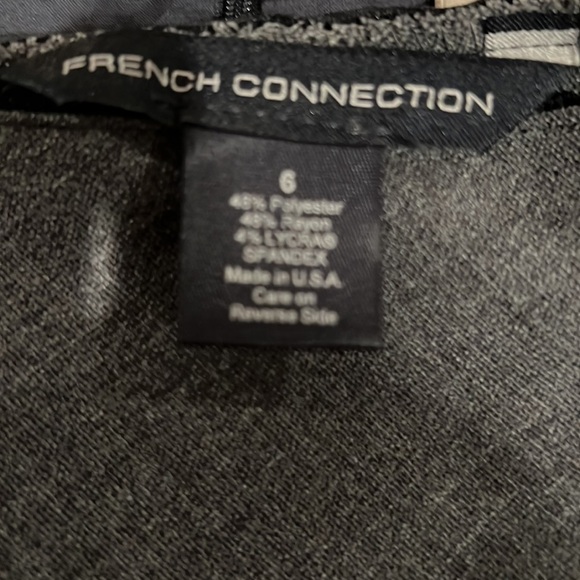 FRENCH CONNECTION
6
48% Polyester
48% Rayon
4% LYCRA®
SPANDEX
Made in U.S.A.
Care on
Reverse Side